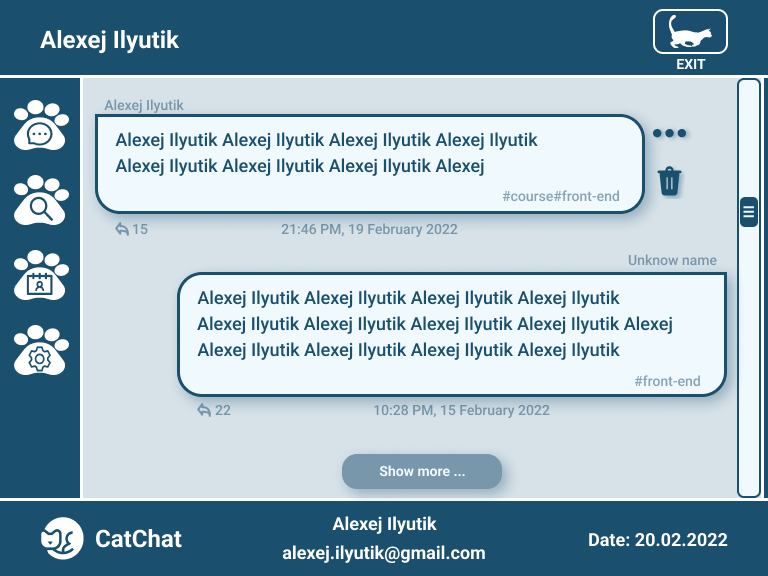 Alexej Ilyutik
EXIT
Alexej Ilyutik
Alexej Ilyutik Alexej Ilyutik Alexej Ilyutik Alexej Ilyutik
Alexej Ilyutik Alexej Ilyutik Alexej Ilyutik Alexej
#course#front-end
15
21:46 PM, 19 February 2022
Unknow name
Alexej Ilyutik Alexej Ilyutik Alexej Ilyutik Alexej Ilyutik
Alexej Ilyutik Alexej Ilyutik Alexej Ilyutik Alexej Ilyutik Alexej
Alexej Ilyutik Alexej Ilyutik Alexej Ilyutik Alexej Ilyutik
#front-end
22
10:28 PM, 15 February 2022
Show more ...
CatChat
Alexej Ilyutik
alexej.ilyutik@gmail.com
Date: 20.02.2022